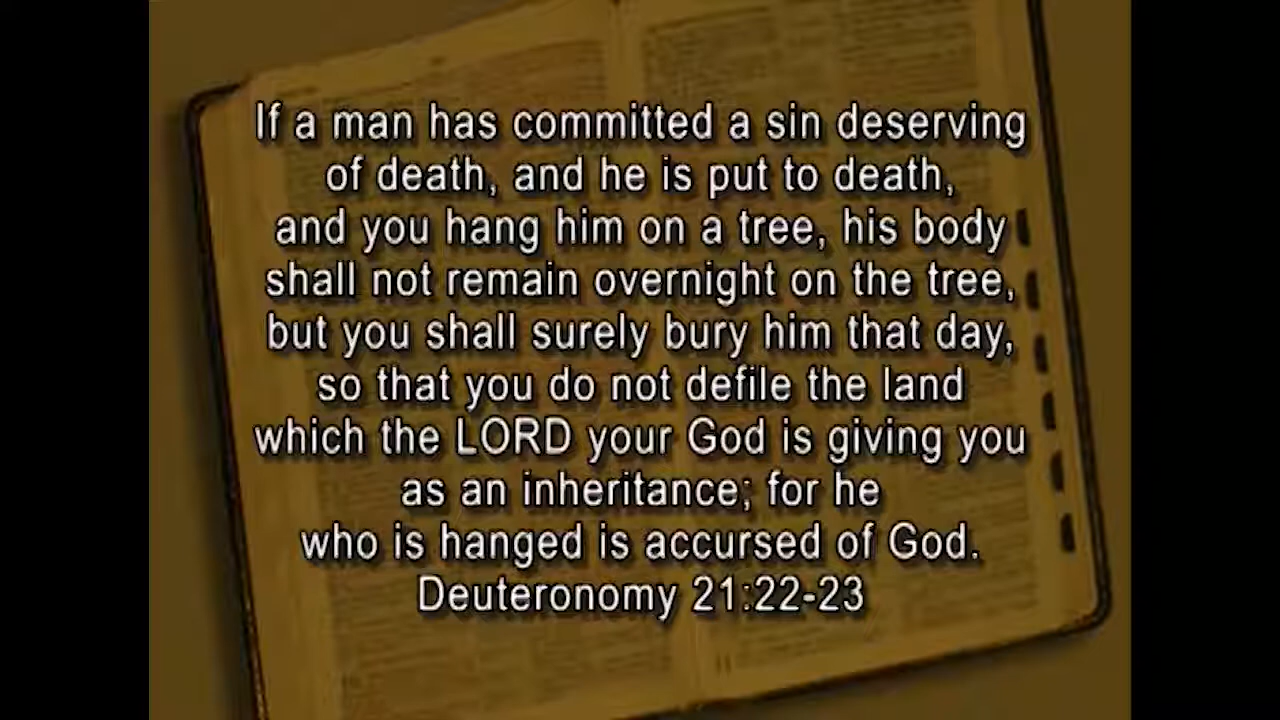 If a man has committed a sin deserving
of death, and he is put to death,
and you hang him on a tree, his body
shall not remain overnight on the tree,
but you shall surely bury him that day,
so that you do not defile the land
which the LORD your God is giving you
as an inheritance; for he
who is hanged is accursed of God.
Deuteronomy 21:22-23